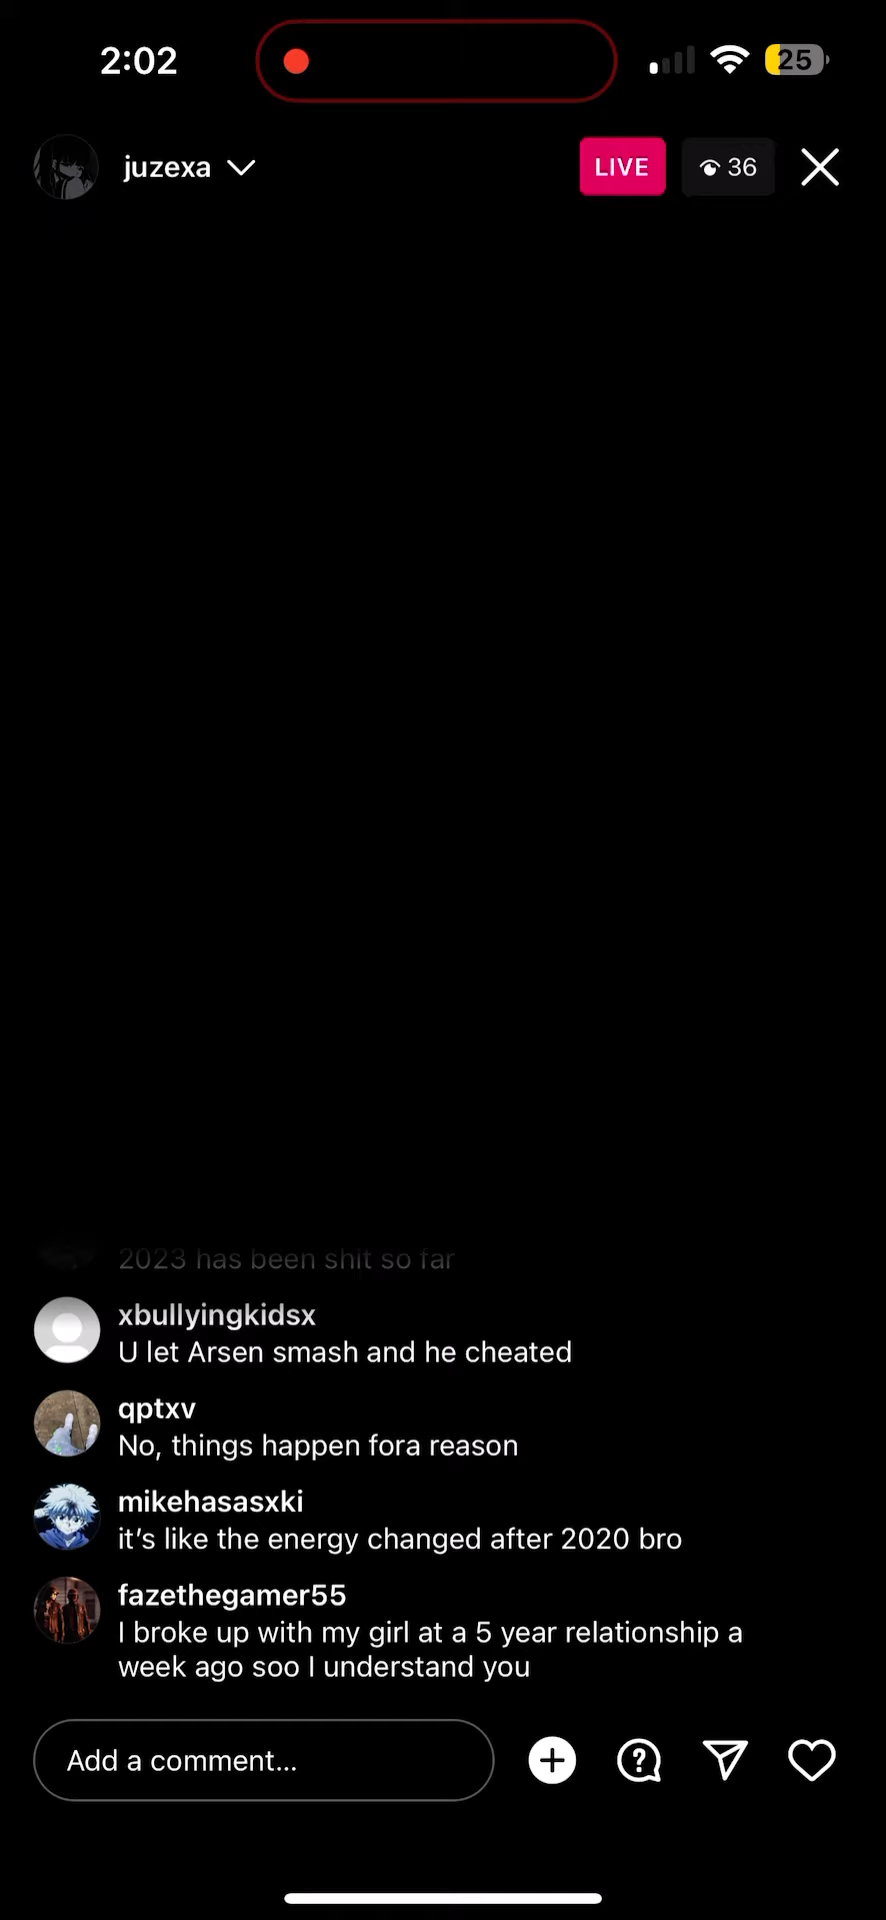 2:02
25
juzexa
LIVE
36
2023 has been shit so far
xbullyingkidsx
U let Arsen smash and he cheated
qptxv
No, things happen fora reason
mikehasasxki
it’s like the energy changed after 2020 bro
fazethegamer55
I broke up with my girl at a 5 year relationship a
week ago soo I understand you
Add a comment...